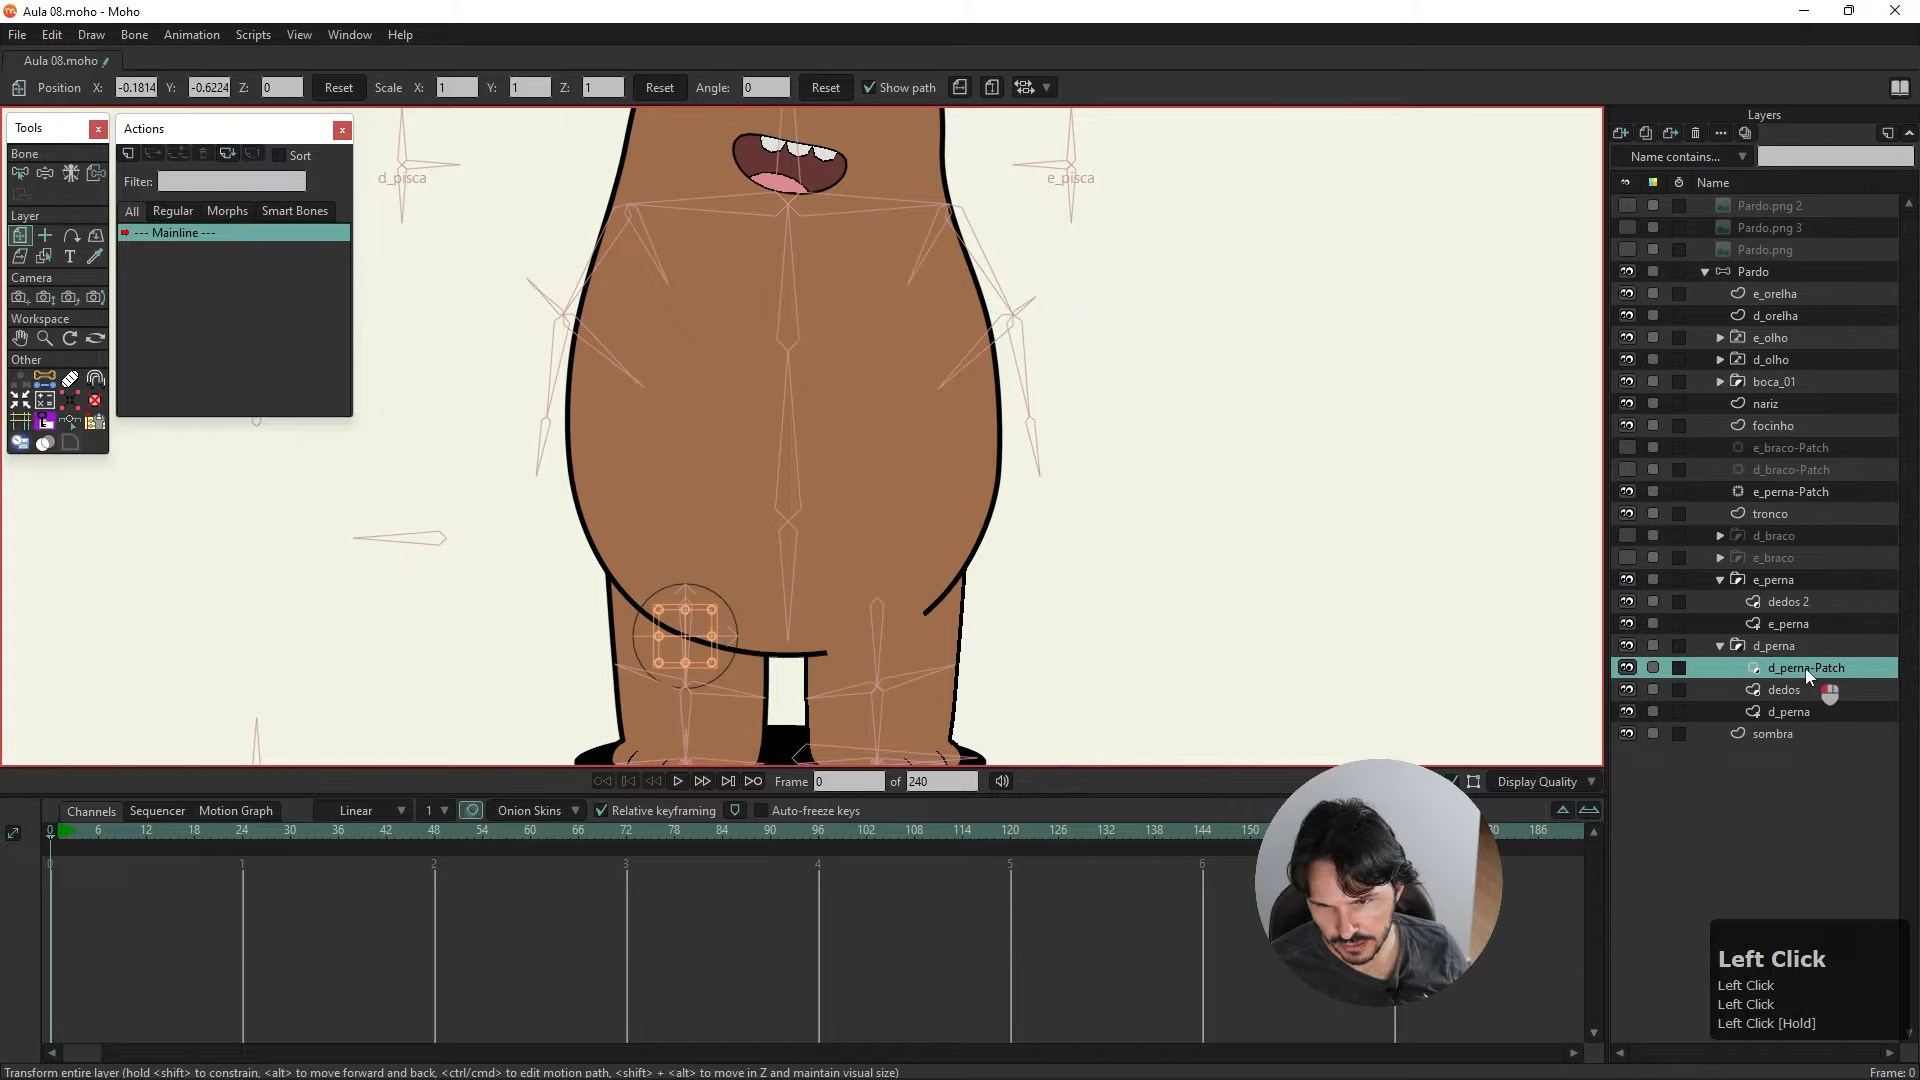 Aula 08.moho - Moho
File Edit Draw Bone Animation Scripts View Window Help
Aula 08.moho
Position X: -0.1814 Y: -0.6224 Z: 0 Reset Scale X: 1 Y: 1 Z: 1 Reset Angle: 0 Reset Show path
Tools
Bone
Layer
Camera
Workspace
Other
Actions
Sort
Filter:
All Regular Morphs Smart Bones
--- Mainline ---
d_pisca
e_pisca
Layers
Name contains...
Name
Pardo.png 2
Pardo.png 3
Pardo.png
Pardo
e_orelha
d_orelha
e_olho
d_olho
boca_01
nariz
focinho
e_braco-Patch
d_braco-Patch
e_perna-Patch
tronco
d_braco
e_braco
e_perna
dedos 2
e_perna
d_perna
d_perna-Patch
dedos
d_perna
sombra
Frame 0 of 240 Display Quality
Channels Sequencer Motion Graph Linear 1 Onion Skins Relative keyframing Auto-freeze keys
0 6 12 18 24 30 36 42 48 54 60 66 72 78 84 90 96 102 108 114 120 126 132 138 144 150 186
0 1 2 3 4 5 6
Left Click
Left Click
Left Click
Left Click [Hold]
Transform entire layer (hold <shift> to constrain, <alt> to move forward and back, <ctrl/cmd> to edit motion path, <shift> + <alt> to move in Z and maintain visual size)
Frame: 0